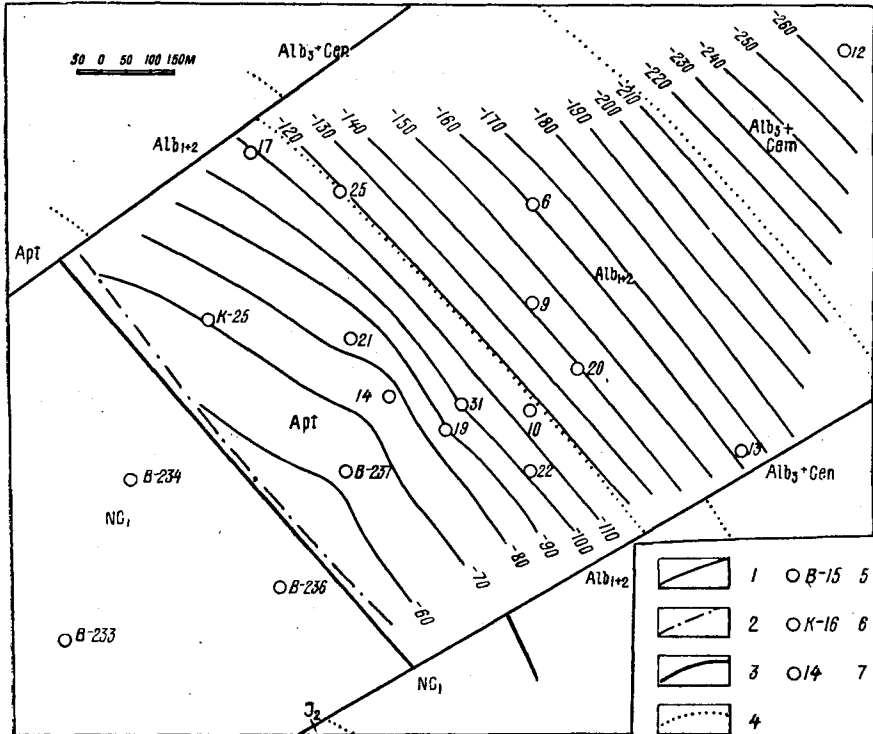 50 0 50 100 150М
Alb₃+Cen
Alb₁₊₂
Apt
-120
-130
-140
-150
-160
-170
-180
-190
-200
-210
-220
-230
-240
-250
-260
12
Alb₃+
Cem
17
25
6
Alb₁₊₂
9
K-25
21
20
14
31
10
19
Apt
13
B-237
22
B-234
Alb₃+Cen
NC₁
-110
-100
-90
-80
-70
-60
Alb₁₊₂
B-236
B-233
NC₁
J₂
1 B-15 5
2 K-16 6
3 14 7
4